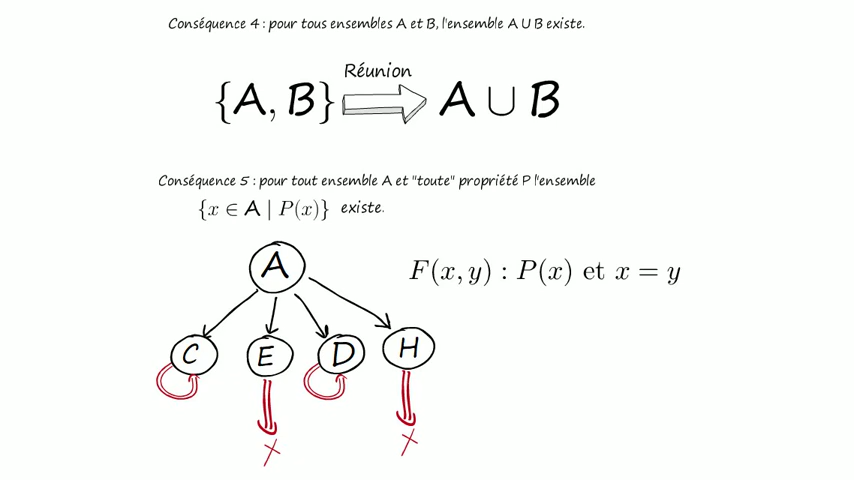 Conséquence 4 : pour tous ensembles A et B, l'ensemble A U B existe.
Réunion
{A, B} A ∪ B
Conséquence 5 : pour tout ensemble A et "toute" propriété P l'ensemble
{x ∈ A | P(x)} existe.
A
F(x, y) : P(x) et x = y
C E D H